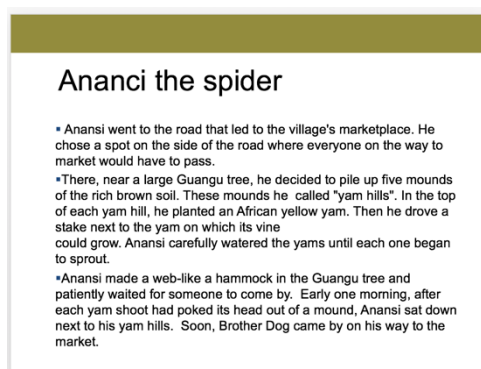 Ananci the spider
▪ Anansi went to the road that led to the village's marketplace. He
chose a spot on the side of the road where everyone on the way to
market would have to pass.
▪There, near a large Guangu tree, he decided to pile up five mounds
of the rich brown soil. These mounds he  called "yam hills". In the top
of each yam hill, he planted an African yellow yam. Then he drove a
stake next to the yam on which its vine
could grow. Anansi carefully watered the yams until each one began
to sprout.
▪Anansi made a web-like a hammock in the Guangu tree and
patiently waited for someone to come by.  Early one morning, after
each yam shoot had poked its head out of a mound, Anansi sat down
next to his yam hills.  Soon, Brother Dog came by on his way to the
market.